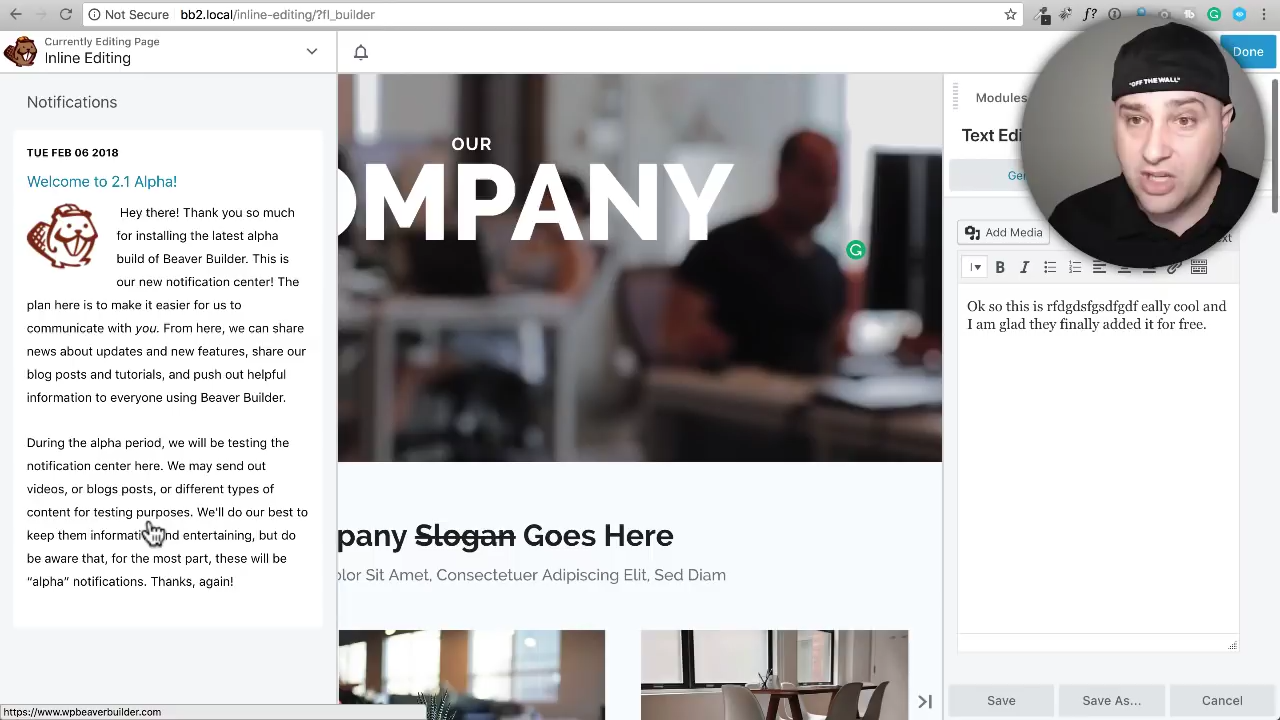 Not Secure
bb2.local/inline-editing/?fl_builder
Currently Editing Page
Inline Editing
Done
Notifications
TUE FEB 06 2018
Welcome to 2.1 Alpha!
Hey there! Thank you so much
for installing the latest alpha
build of Beaver Builder. This is
our new notification center! The
plan here is to make it easier for us to
communicate with you. From here, we can share
news about updates and new features, share our
blog posts and tutorials, and push out helpful
information to everyone using Beaver Builder.
During the alpha period, we will be testing the
notification center here. We may send out
videos, or blogs posts, or different types of
content for testing purposes. We'll do our best to
keep them and entertaining, but do
be aware that, for the most part, these will be
“alpha” notifications. Thanks, again!
https://www.wpbeaverbuilder.com
OUR
OMPANY
pany Slogan Goes Here
olor Sit Amet, Consectetuer Adipiscing Elit, Sed Diam
"OFF THE WALL"
Modules
Text Edi
Ge
Add Media
B I
Ok so this is rfdgdsfgsdfgdf eally cool and
I am glad they finally added it for free.
Save
Save As...
Cancel